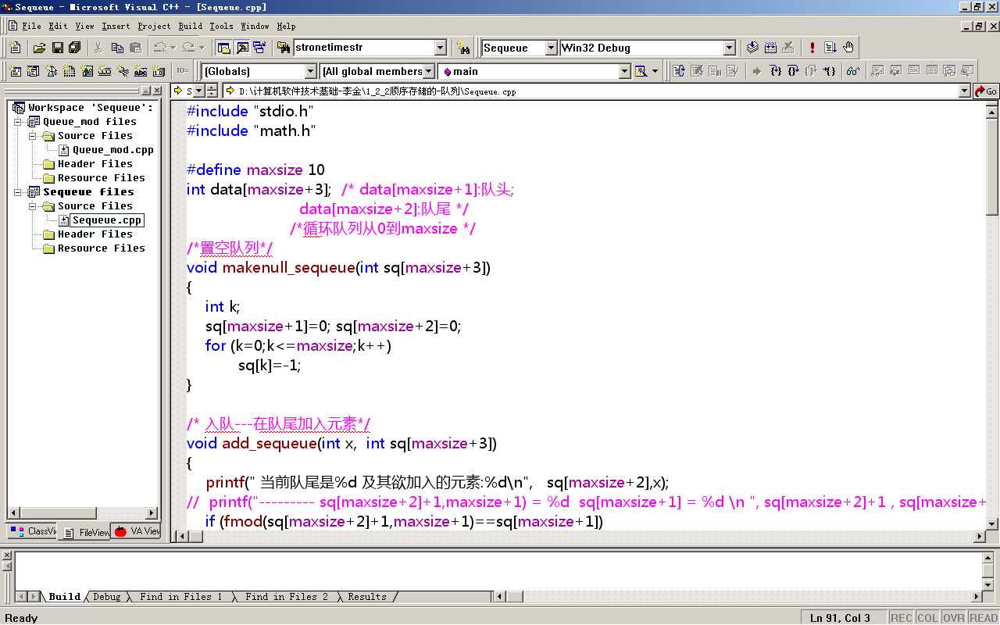 Sequeue - Microsoft Visual C++ - [Sequeue.cpp]
File Edit View Insert Project Build Tools Window Help
stronetimestr
Sequeue
Win32 Debug
(Globals)
(All global members
main
Workspace 'Sequeue':
Queue_mod files
Source Files
Queue_mod.cpp
Header Files
Resource Files
Sequeue files
Source Files
Sequeue.cpp
Header Files
Resource Files
ClassVi
FileView
VA View
S
D:\计算机软件技术基础-李金\1_2_2顺序存储的-队列\Sequeue.cpp
Go
#include "stdio.h"
#include "math.h"
#define maxsize 10
int data[maxsize+3]; /* data[maxsize+1]:队头;
data[maxsize+2]:队尾 */
/*循环队列从0到maxsize */
/*置空队列*/
void makenull_sequeue(int sq[maxsize+3])
{
int k;
sq[maxsize+1]=0; sq[maxsize+2]=0;
for (k=0;k<=maxsize;k++)
sq[k]=-1;
}
/* 入队---在队尾加入元素*/
void add_sequeue(int x, int sq[maxsize+3])
{
printf(" 当前队尾是%d 及其欲加入的元素:%d\n", sq[maxsize+2],x);
// printf("--------- sq[maxsize+2]+1,maxsize+1) = %d sq[maxsize+1] = %d \n ", sq[maxsize+2]+1 , sq[maxsize+
if (fmod(sq[maxsize+2]+1,maxsize+1)==sq[maxsize+1])
Build Debug Find in Files 1 Find in Files 2 Results
Ready
Ln 91, Col 3 REC COL OVR READ